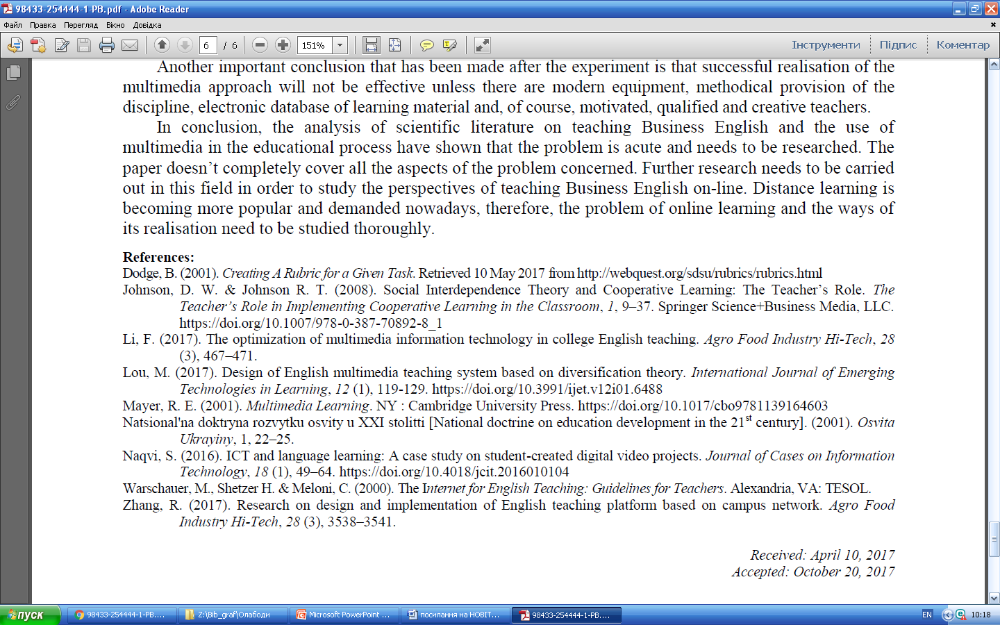 98433-254444-1-PB.pdf - Adobe Reader
Файл Правка Перегляд Вікно Довідка
6 / 6 151% Інструменти Підпис Коментар
Another important conclusion that has been made after the experiment is that successful realisation of the
multimedia approach will not be effective unless there are modern equipment, methodical provision of the
discipline, electronic database of learning material and, of course, motivated, qualified and creative teachers.
In conclusion, the analysis of scientific literature on teaching Business English and the use of
multimedia in the educational process have shown that the problem is acute and needs to be researched. The
paper doesn’t completely cover all the aspects of the problem concerned. Further research needs to be carried
out in this field in order to study the perspectives of teaching Business English on-line. Distance learning is
becoming more popular and demanded nowadays, therefore, the problem of online learning and the ways of
its realisation need to be studied thoroughly.
References:
Dodge, B. (2001). Creating A Rubric for a Given Task. Retrieved 10 May 2017 from http://webquest.org/sdsu/rubrics/rubrics.html
Johnson, D. W. & Johnson R. T. (2008). Social Interdependence Theory and Cooperative Learning: The Teacher’s Role. The
Teacher’s Role in Implementing Cooperative Learning in the Classroom, 1, 9–37. Springer Science+Business Media, LLC.
https://doi.org/10.1007/978-0-387-70892-8_1
Li, F. (2017). The optimization of multimedia information technology in college English teaching. Agro Food Industry Hi-Tech, 28
(3), 467–471.
Lou, M. (2017). Design of English multimedia teaching system based on diversification theory. International Journal of Emerging
Technologies in Learning, 12 (1), 119-129. https://doi.org/10.3991/ijet.v12i01.6488
Mayer, R. E. (2001). Multimedia Learning. NY : Cambridge University Press. https://doi.org/10.1017/cbo9781139164603
Natsional'na doktryna rozvytku osvity u XXI stolitti [National doctrine on education development in the 21st century]. (2001). Osvita
Ukrayiny, 1, 22–25.
Naqvi, S. (2016). ICT and language learning: A case study on student-created digital video projects. Journal of Cases on Information
Technology, 18 (1), 49–64. https://doi.org/10.4018/jcit.2016010104
Warschauer, M., Shetzer H. & Meloni, C. (2000). The Internet for English Teaching: Guidelines for Teachers. Alexandria, VA: TESOL.
Zhang, R. (2017). Research on design and implementation of English teaching platform based on campus network. Agro Food
Industry Hi-Tech, 28 (3), 3538–3541.
Received: April 10, 2017
Accepted: October 20, 2017
пуск 98433-254444-1-PB.... Z:\Bib_graf\Олабоди Microsoft PowerPoint ... посилання на НОВІТ... 98433-254444-1-PB.... EN 10:18